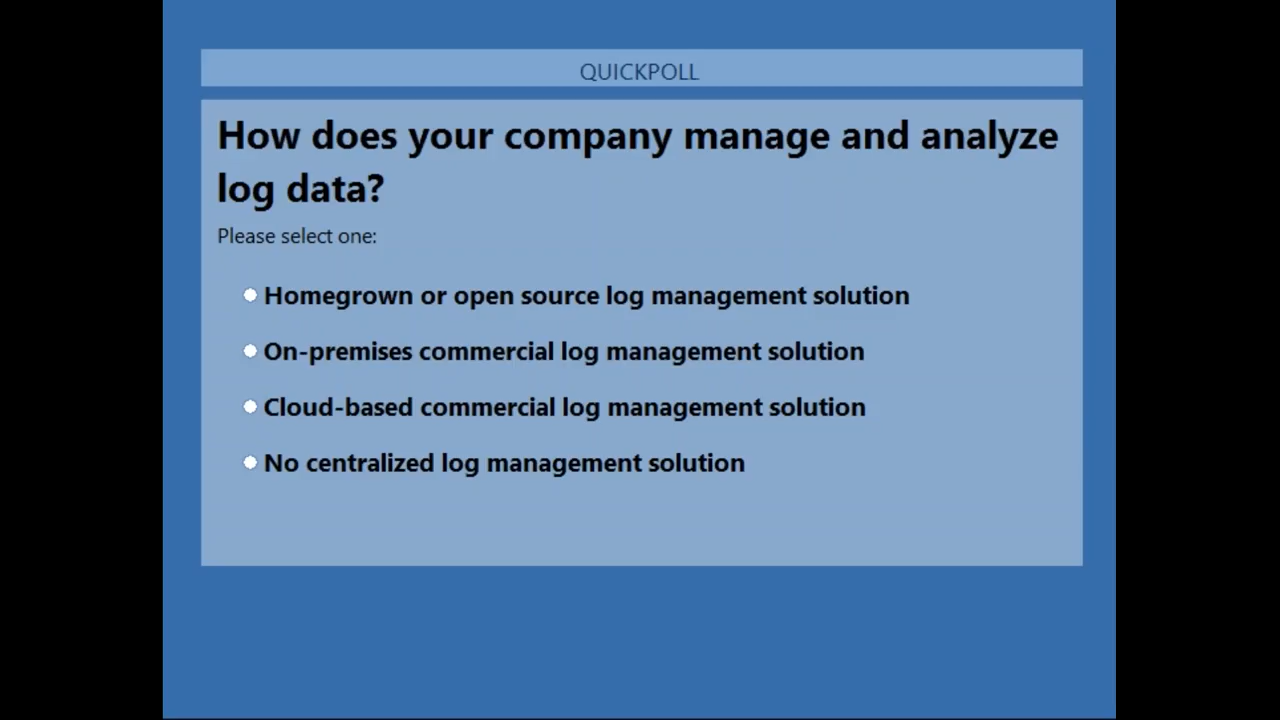 QUICKPOLL
How does your company manage and analyze
log data?
Please select one:
Homegrown or open source log management solution
On-premises commercial log management solution
Cloud-based commercial log management solution
No centralized log management solution